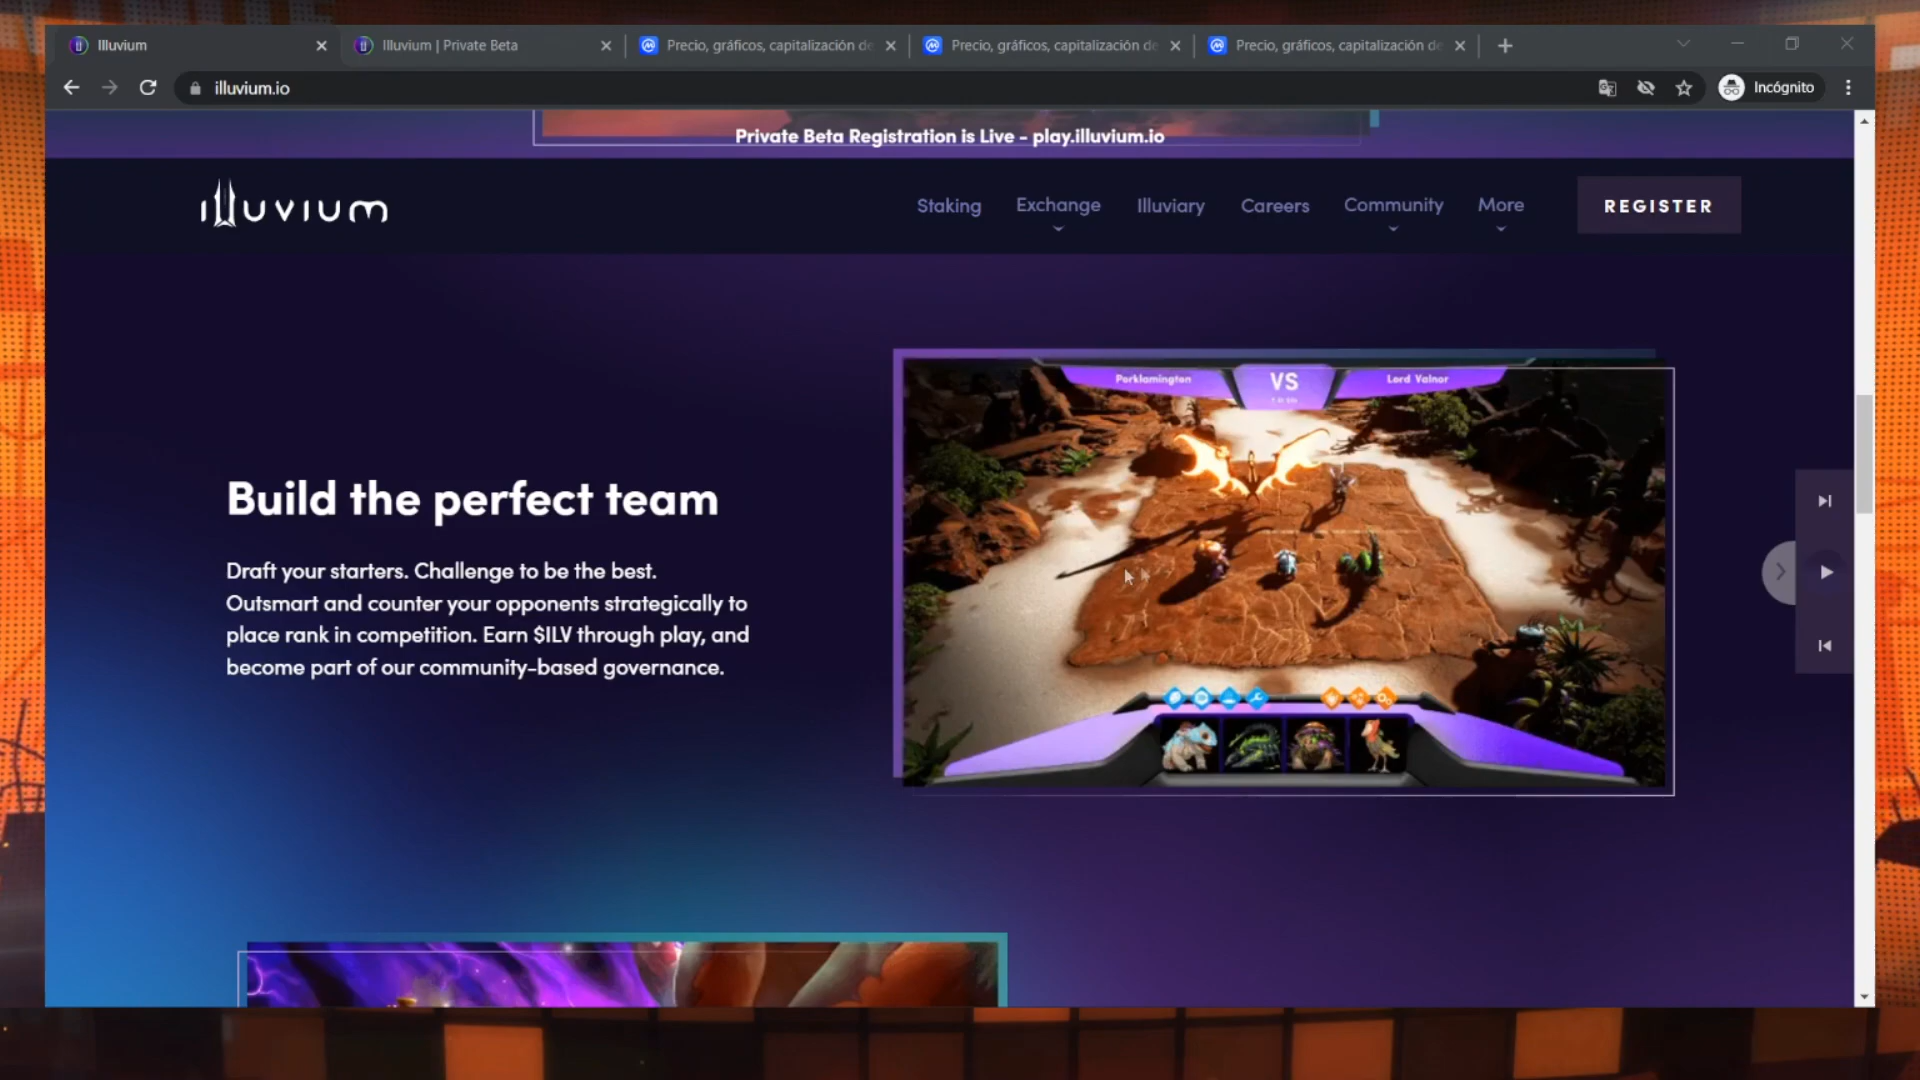 Illuvium
Illuvium | Private Beta
Precio, gráficos, capitalización de
Precio, gráficos, capitalización de
Precio, gráficos, capitalización de
illuvium.io
Incógnito
Private Beta Registration is Live - play.illuvium.io
illuvium
Staking
Exchange
Illuviary
Careers
Community
More
REGISTER
Porklamington
VS
Lord Valnor
Build the perfect team
Draft your starters. Challenge to be the best.
Outsmart and counter your opponents strategically to
place rank in competition. Earn $ILV through play, and
become part of our community-based governance.